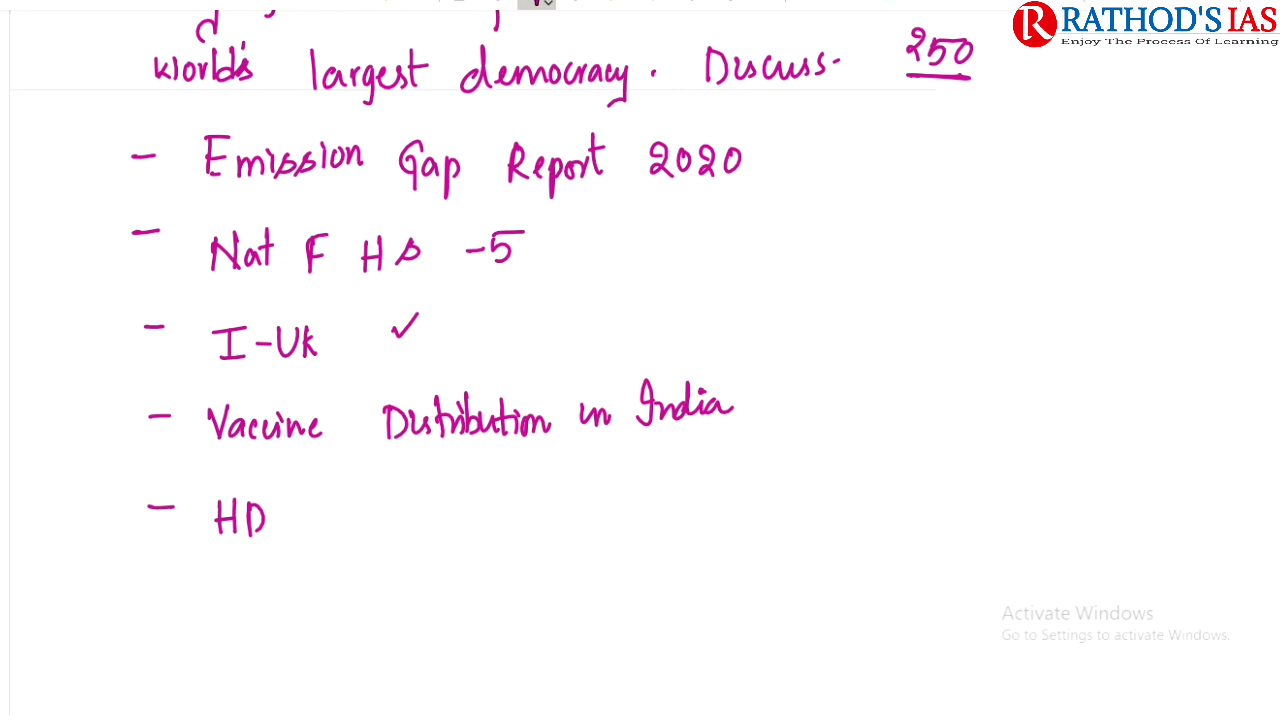 RATHOD'S IAS
Enjoy The Process Of Learning
world's largest democracy. Discuss. 250
- Emission Gap Report 2020
- Nat F H S -5
- I-UK ✓
- Vaccine Distribution in India
- HD
Activate Windows
Go to Settings to activate Windows.